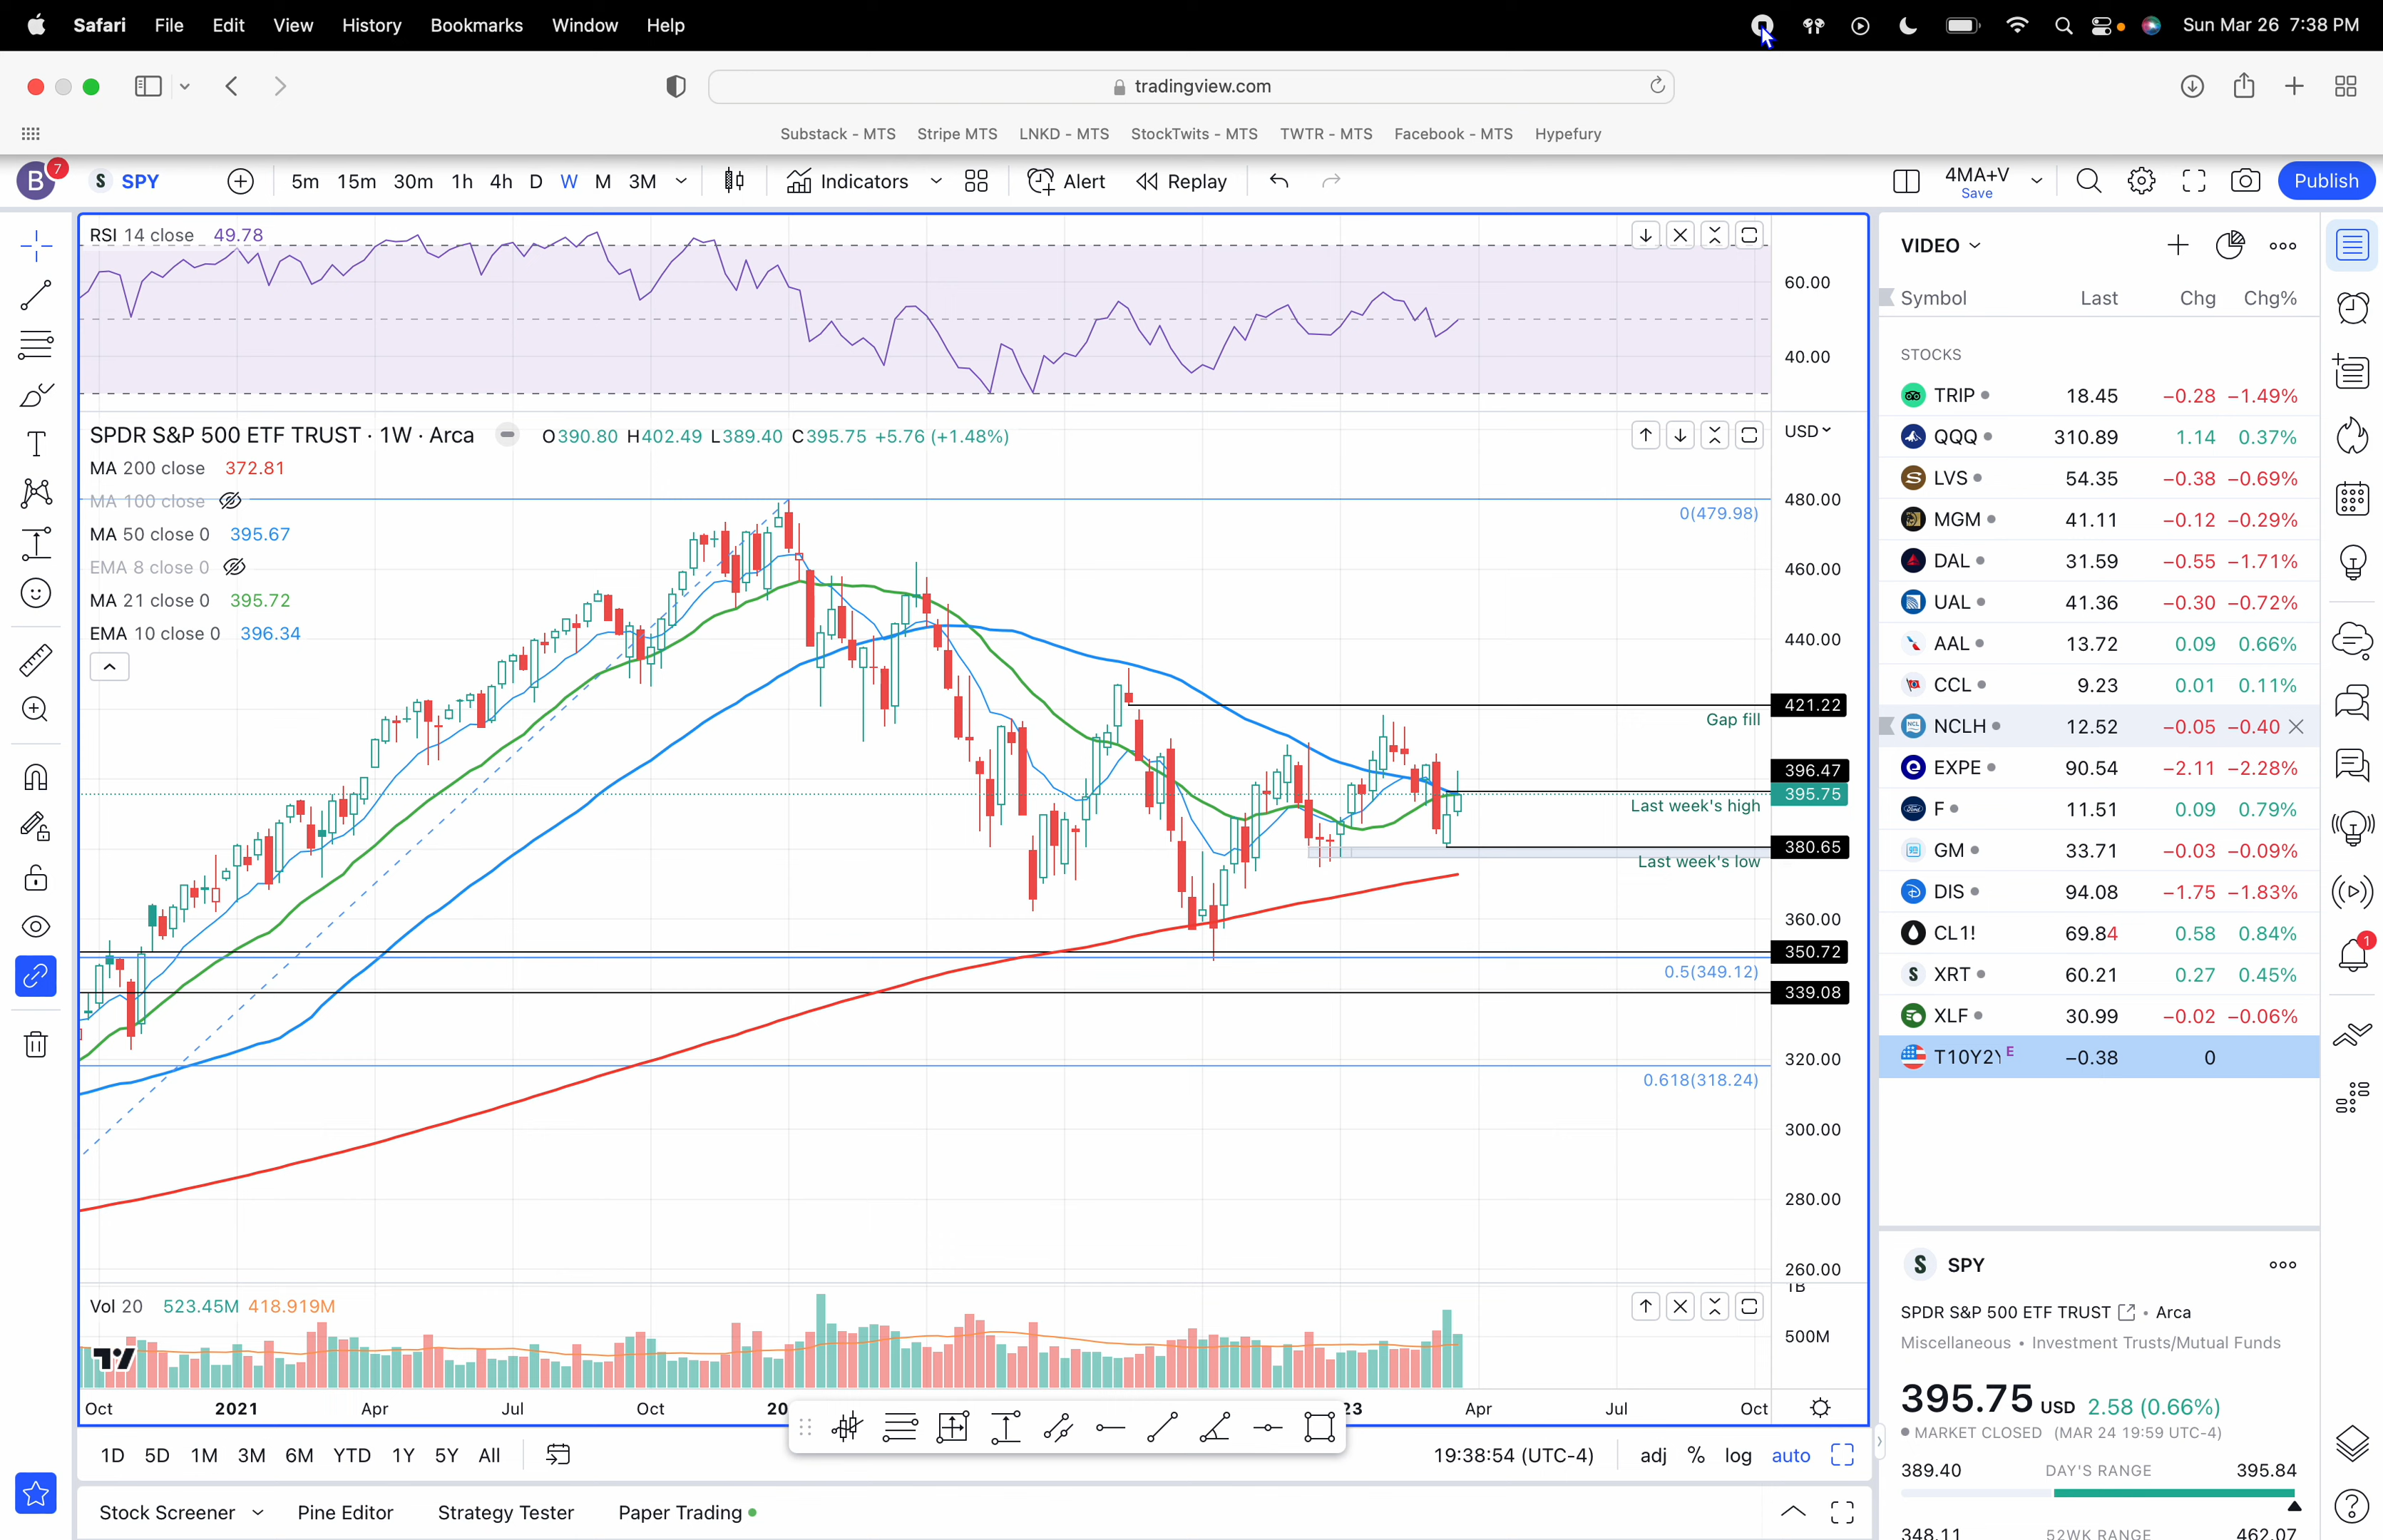 Safari File Edit View History Bookmarks Window Help Sun Mar 26 7:38 PM
tradingview.com
Substack - MTS Stripe MTS LNKD - MTS StockTwits - MTS TWTR - MTS Facebook - MTS Hypefury
B 7 S SPY 5m 15m 30m 1h 4h D W M 3M Indicators Alert Replay 4MA+V Save Publish
RSI 14 close 49.78
60.00
40.00
SPDR S&P 500 ETF TRUST · 1W · Arca O390.80 H402.49 L389.40 C395.75 +5.76 (+1.48%)
USD
MA 200 close 372.81
MA 100 close
MA 50 close 0 395.67
EMA 8 close 0
MA 21 close 0 395.72
EMA 10 close 0 396.34
480.00
0(479.98)
460.00
440.00
421.22
Gap fill
396.47
395.75
Last week's high
380.65
Last week's low
360.00
350.72
0.5(349.12)
339.08
320.00
0.618(318.24)
300.00
280.00
260.00
1B
Vol 20 523.45M 418.919M
500M
Oct 2021 Apr Jul Oct 20 23 Apr Jul Oct
1D 5D 1M 3M 6M YTD 1Y 5Y All 19:38:54 (UTC-4) adj % log auto
Stock Screener Pine Editor Strategy Tester Paper Trading
VIDEO
Symbol Last Chg Chg%
STOCKS
TRIP 18.45 −0.28 −1.49%
QQQ 310.89 1.14 0.37%
LVS 54.35 −0.38 −0.69%
MGM 41.11 −0.12 −0.29%
DAL 31.59 −0.55 −1.71%
UAL 41.36 −0.30 −0.72%
AAL 13.72 0.09 0.66%
CCL 9.23 0.01 0.11%
NCLH 12.52 −0.05 −0.40
EXPE 90.54 −2.11 −2.28%
F 11.51 0.09 0.79%
GM 33.71 −0.03 −0.09%
DIS 94.08 −1.75 −1.83%
CL1! 69.84 0.58 0.84%
XRT 60.21 0.27 0.45%
XLF 30.99 −0.02 −0.06%
T10Y2Y E −0.38 0
1
S SPY
SPDR S&P 500 ETF TRUST • Arca
Miscellaneous • Investment Trusts/Mutual Funds
395.75 USD 2.58 (0.66%)
MARKET CLOSED (MAR 24 19:59 UTC-4)
389.40 DAY'S RANGE 395.84
348.11 52WK RANGE 462.07